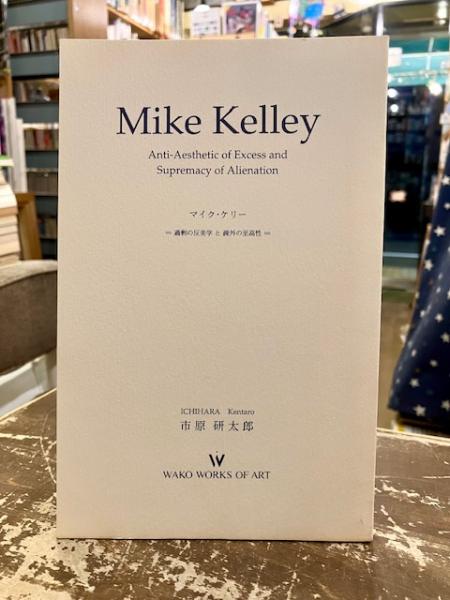 Mike Kelley
Anti-Aesthetic of Excess and
Supremacy of Alienation
マイク・ケリー
═ 過剰の反美学 と 疎外の至高性 ═
ICHIHARA Kentaro
市原 研太郎
W
WAKO WORKS OF ART